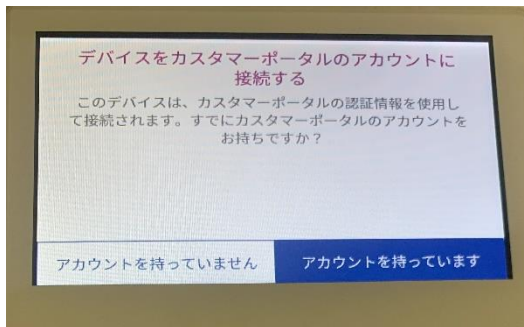 デバイスをカスタマーポータルのアカウントに
接続する
このデバイスは、カスタマーポータルの認証情報を使用し
て接続されます。すでにカスタマーポータルのアカウントを
お持ちですか？
アカウントを持っていません
アカウントを持っています